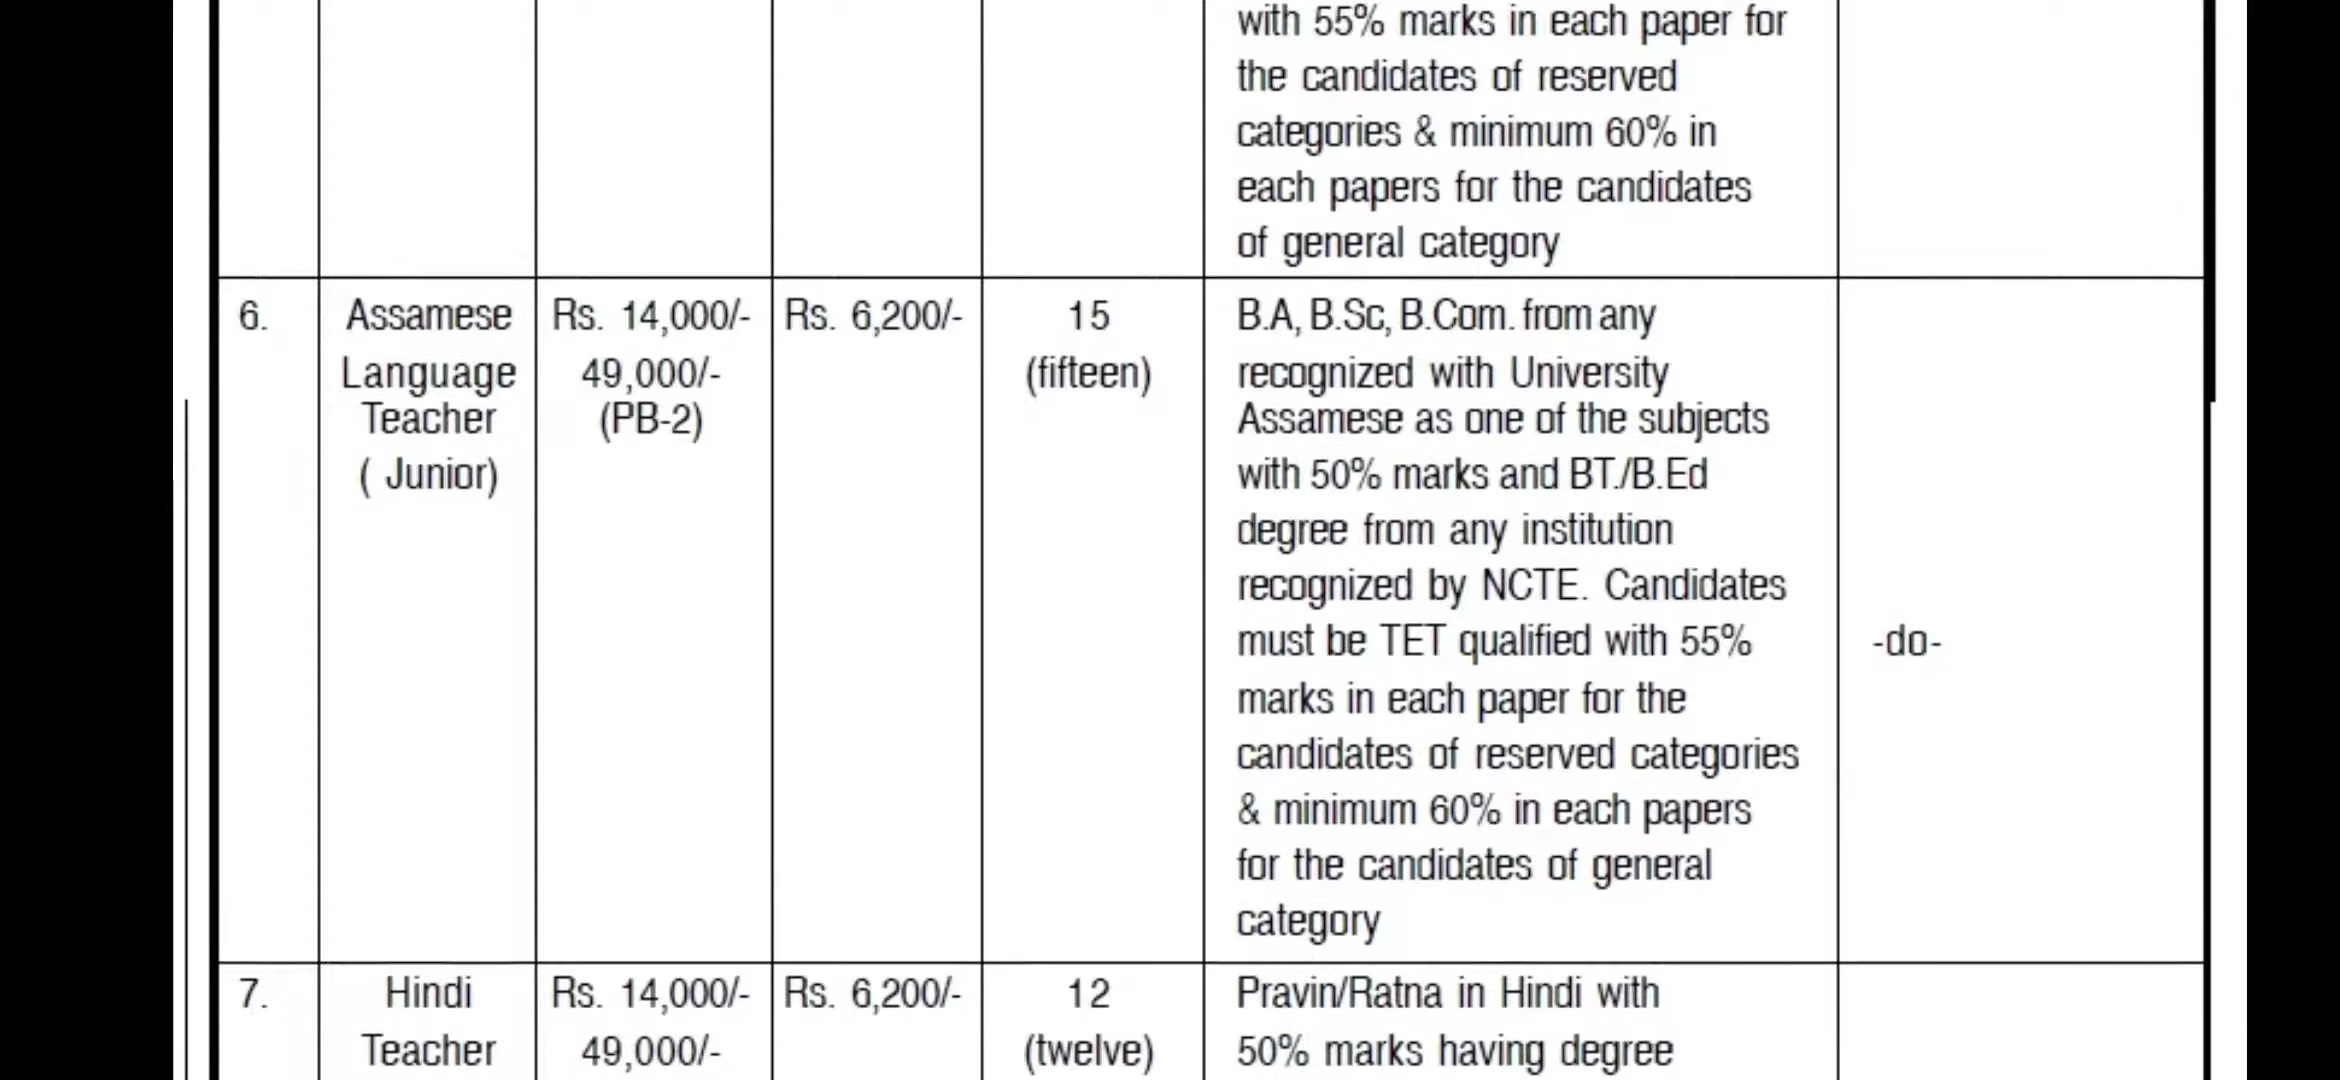 with 55% marks in each paper for
the candidates of reserved
categories & minimum 60% in
each papers for the candidates
of general category
6.
Assamese
Language
Teacher
( Junior)
Rs. 14,000/-
49,000/-
(PB-2)
Rs. 6,200/-
15
(fifteen)
B.A, B.Sc, B.Com. from any
recognized with University
Assamese as one of the subjects
with 50% marks and BT./B.Ed
degree from any institution
recognized by NCTE. Candidates
must be TET qualified with 55%
marks in each paper for the
candidates of reserved categories
& minimum 60% in each papers
for the candidates of general
category
-do-
7.
Hindi
Teacher
Rs. 14,000/-
49,000/-
Rs. 6,200/-
12
(twelve)
Pravin/Ratna in Hindi with
50% marks having degree